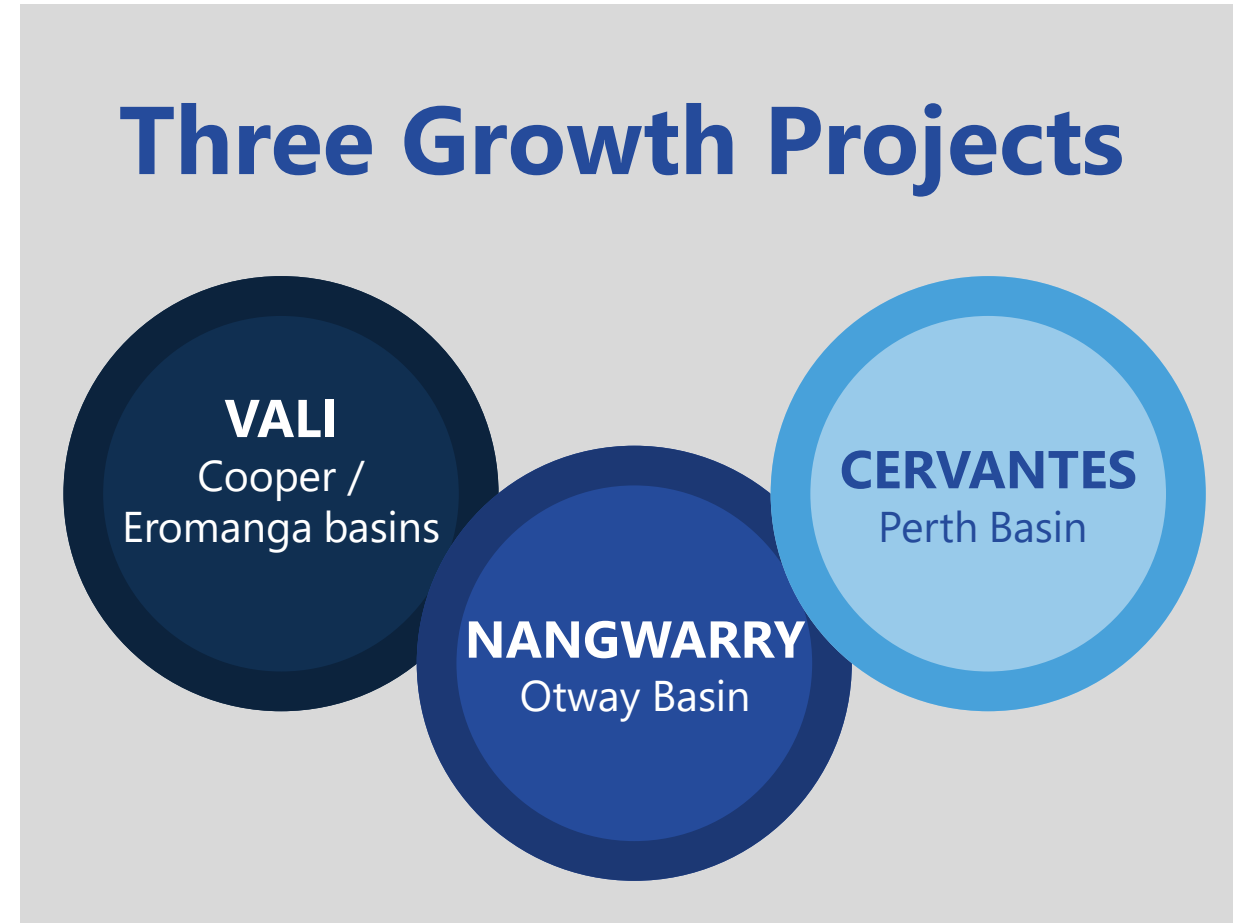 Three Growth Projects
VALI
Cooper /
Eromanga basins
NANGWARRY
Otway Basin
CERVANTES
Perth Basin